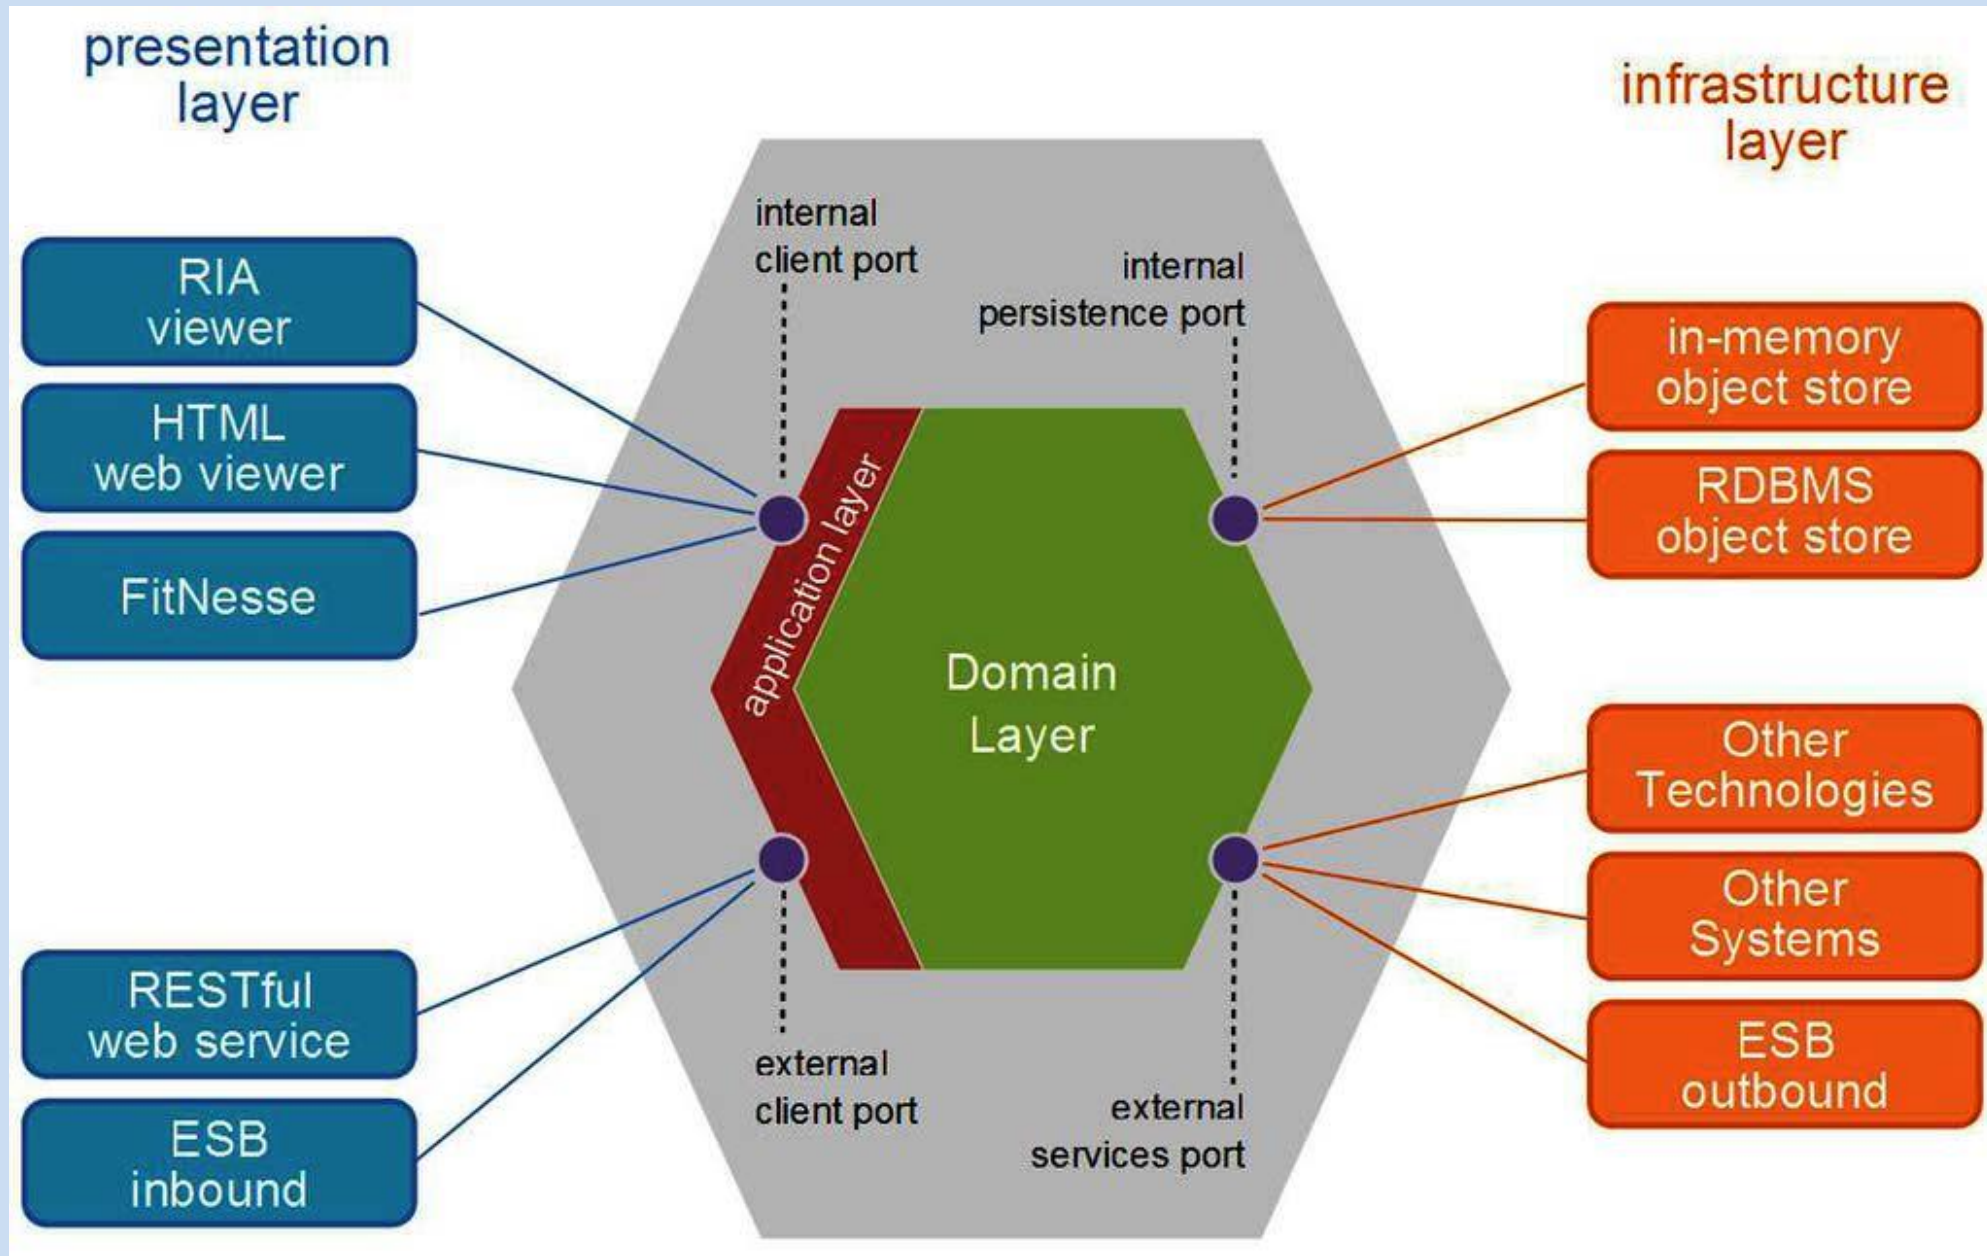 presentation
layer
infrastructure
layer
internal
client port
internal
persistence port
RIA
viewer
HTML
web viewer
FitNesse
in-memory
object store
RDBMS
object store
application layer
Domain
Layer
Other
Technologies
Other
Systems
ESB
outbound
RESTful
web service
ESB
inbound
external
client port
external
services port